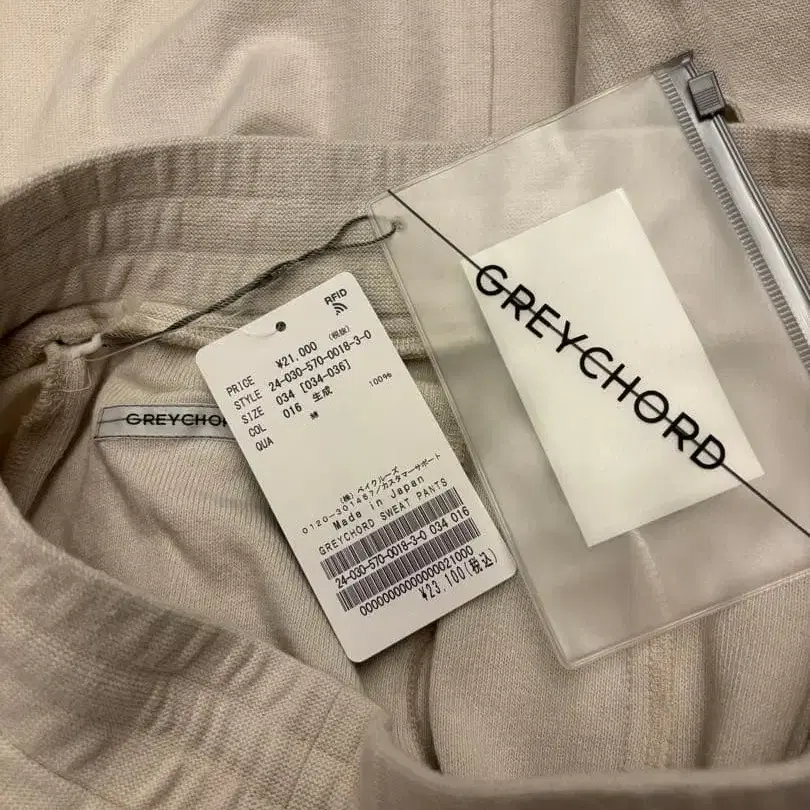 RFID
PRICE ¥21,000 (税抜)
STYLE 24-030-570-0018-3-0
SIZE 034 [034-036]
COL 016 生成
QUA 綿 100%
(株)ベイクルーズ
0120-301457/カスタマーサポート
Made in Japan
GREYCHORD SWEAT PANTS
24-030-570-0018-3-0 034 016
0000000000000021000
¥23,100(税込)
GREYCHORD
GREYCHO